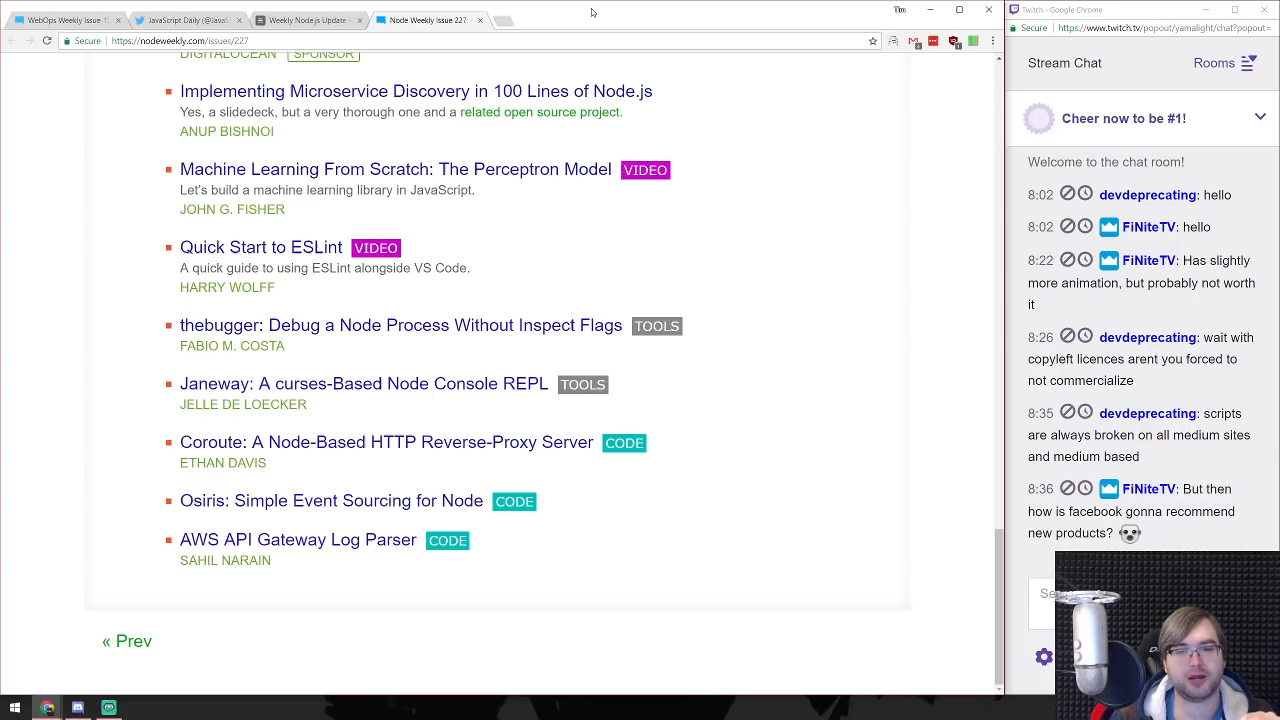 WebOps Weekly Issue 1
JavaScript Daily (@JavaS
Weekly Node.js Update -
Node Weekly Issue 227:
Tim
Secure
https://nodeweekly.com/issues/227
DIGITALOCEAN SPONSOR
Implementing Microservice Discovery in 100 Lines of Node.js
Yes, a slidedeck, but a very thorough one and a related open source project.
ANUP BISHNOI
Machine Learning From Scratch: The Perceptron Model VIDEO
Let's build a machine learning library in JavaScript.
JOHN G. FISHER
Quick Start to ESLint VIDEO
A quick guide to using ESLint alongside VS Code.
HARRY WOLFF
thebugger: Debug a Node Process Without Inspect Flags TOOLS
FABIO M. COSTA
Janeway: A curses-Based Node Console REPL TOOLS
JELLE DE LOECKER
Coroute: A Node-Based HTTP Reverse-Proxy Server CODE
ETHAN DAVIS
Osiris: Simple Event Sourcing for Node CODE
AWS API Gateway Log Parser CODE
SAHIL NARAIN
« Prev
Twitch - Google Chrome
Secure
https://www.twitch.tv/popout/yamalight/chat?popout=
Stream Chat
Rooms
Cheer now to be #1!
Welcome to the chat room!
8:02 devdeprecating: hello
8:02 FiNiteTV: hello
8:22 FiNiteTV: Has slightly
more animation, but probably not worth
it
8:26 devdeprecating: wait with
copyleft licences arent you forced to
not commercialize
8:35 devdeprecating: scripts
are always broken on all medium sites
and medium based
8:36 FiNiteTV: But then
how is facebook gonna recommend
new products?